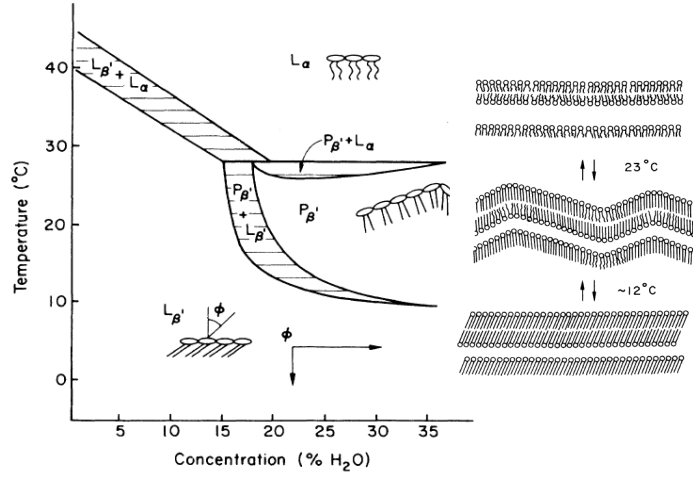 Temperature (°C)
40
30
20
10
0
5
10
15
20
25
30
35
Concentration (% H2O)
Lβ' + Lα
Lα
Pβ'+Lα
Pβ'
+
Lβ'
Pβ'
Lβ'
ϕ
ϕ
23°C
~12°C